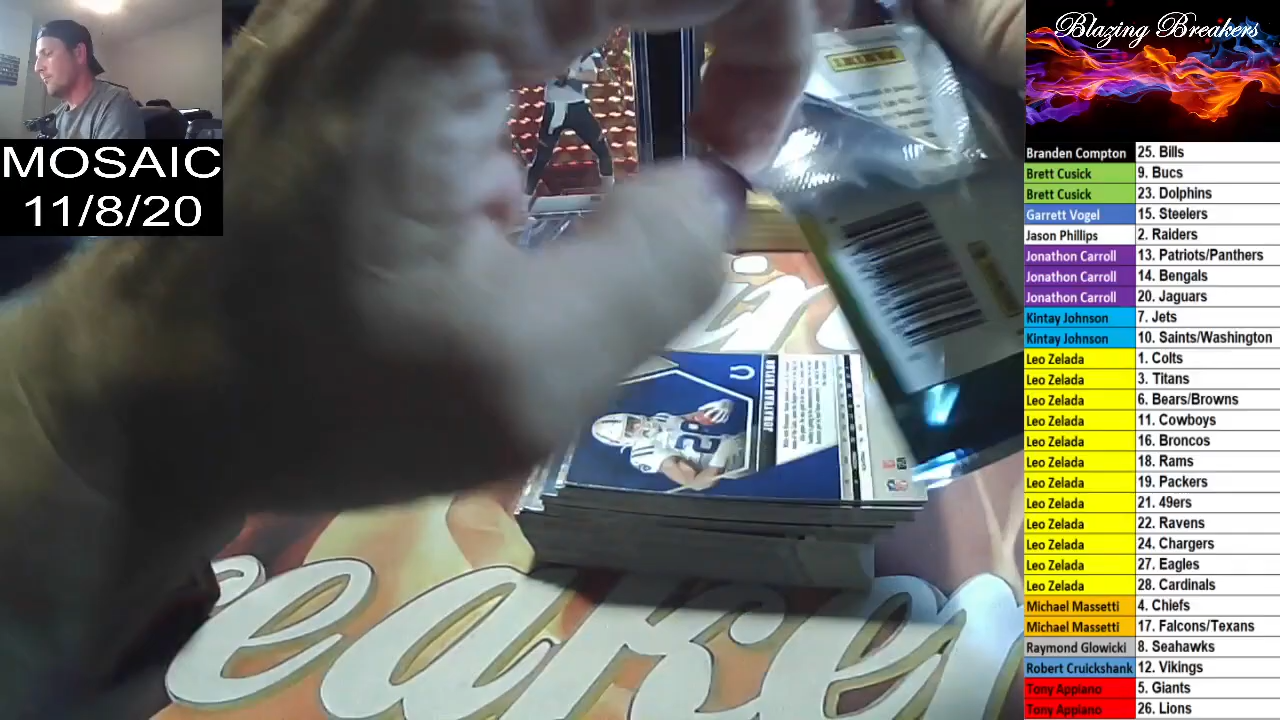 Blazing Breakers
MOSAIC
11/8/20
Branden Compton 25. Bills
Brett Cusick 9. Bucs
Brett Cusick 23. Dolphins
Garrett Vogel 15. Steelers
Jason Phillips 2. Raiders
Jonathon Carroll 13. Patriots/Panthers
Jonathon Carroll 14. Bengals
Jonathon Carroll 20. Jaguars
Kintay Johnson 7. Jets
Kintay Johnson 10. Saints/Washington
Leo Zelada 1. Colts
Leo Zelada 3. Titans
Leo Zelada 6. Bears/Browns
Leo Zelada 11. Cowboys
Leo Zelada 16. Broncos
Leo Zelada 18. Rams
Leo Zelada 19. Packers
Leo Zelada 21. 49ers
Leo Zelada 22. Ravens
Leo Zelada 24. Chargers
Leo Zelada 27. Eagles
Leo Zelada 28. Cardinals
Michael Massetti 4. Chiefs
Michael Massetti 17. Falcons/Texans
Raymond Glowicki 8. Seahawks
Robert Cruickshank 12. Vikings
Tony Appiano 5. Giants
Tony Appiano 26. Lions
JONATHAN TAYLOR
28